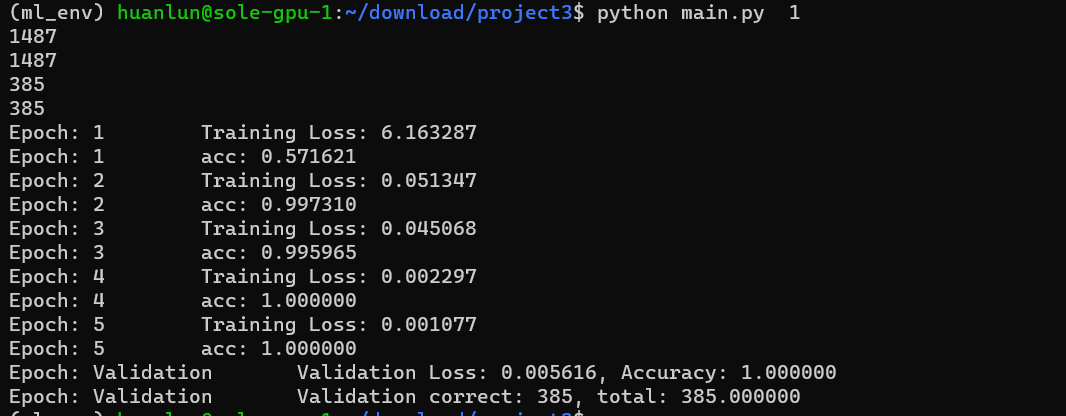 (ml_env) huanlun@sole-gpu-1:~/download/project3$ python main.py  1
1487
1487
385
385
Epoch: 1        Training Loss: 6.163287
Epoch: 1        acc: 0.571621
Epoch: 2        Training Loss: 0.051347
Epoch: 2        acc: 0.997310
Epoch: 3        Training Loss: 0.045068
Epoch: 3        acc: 0.995965
Epoch: 4        Training Loss: 0.002297
Epoch: 4        acc: 1.000000
Epoch: 5        Training Loss: 0.001077
Epoch: 5        acc: 1.000000
Epoch: Validation       Validation Loss: 0.005616, Accuracy: 1.000000
Epoch: Validation       Validation correct: 385, total: 385.000000